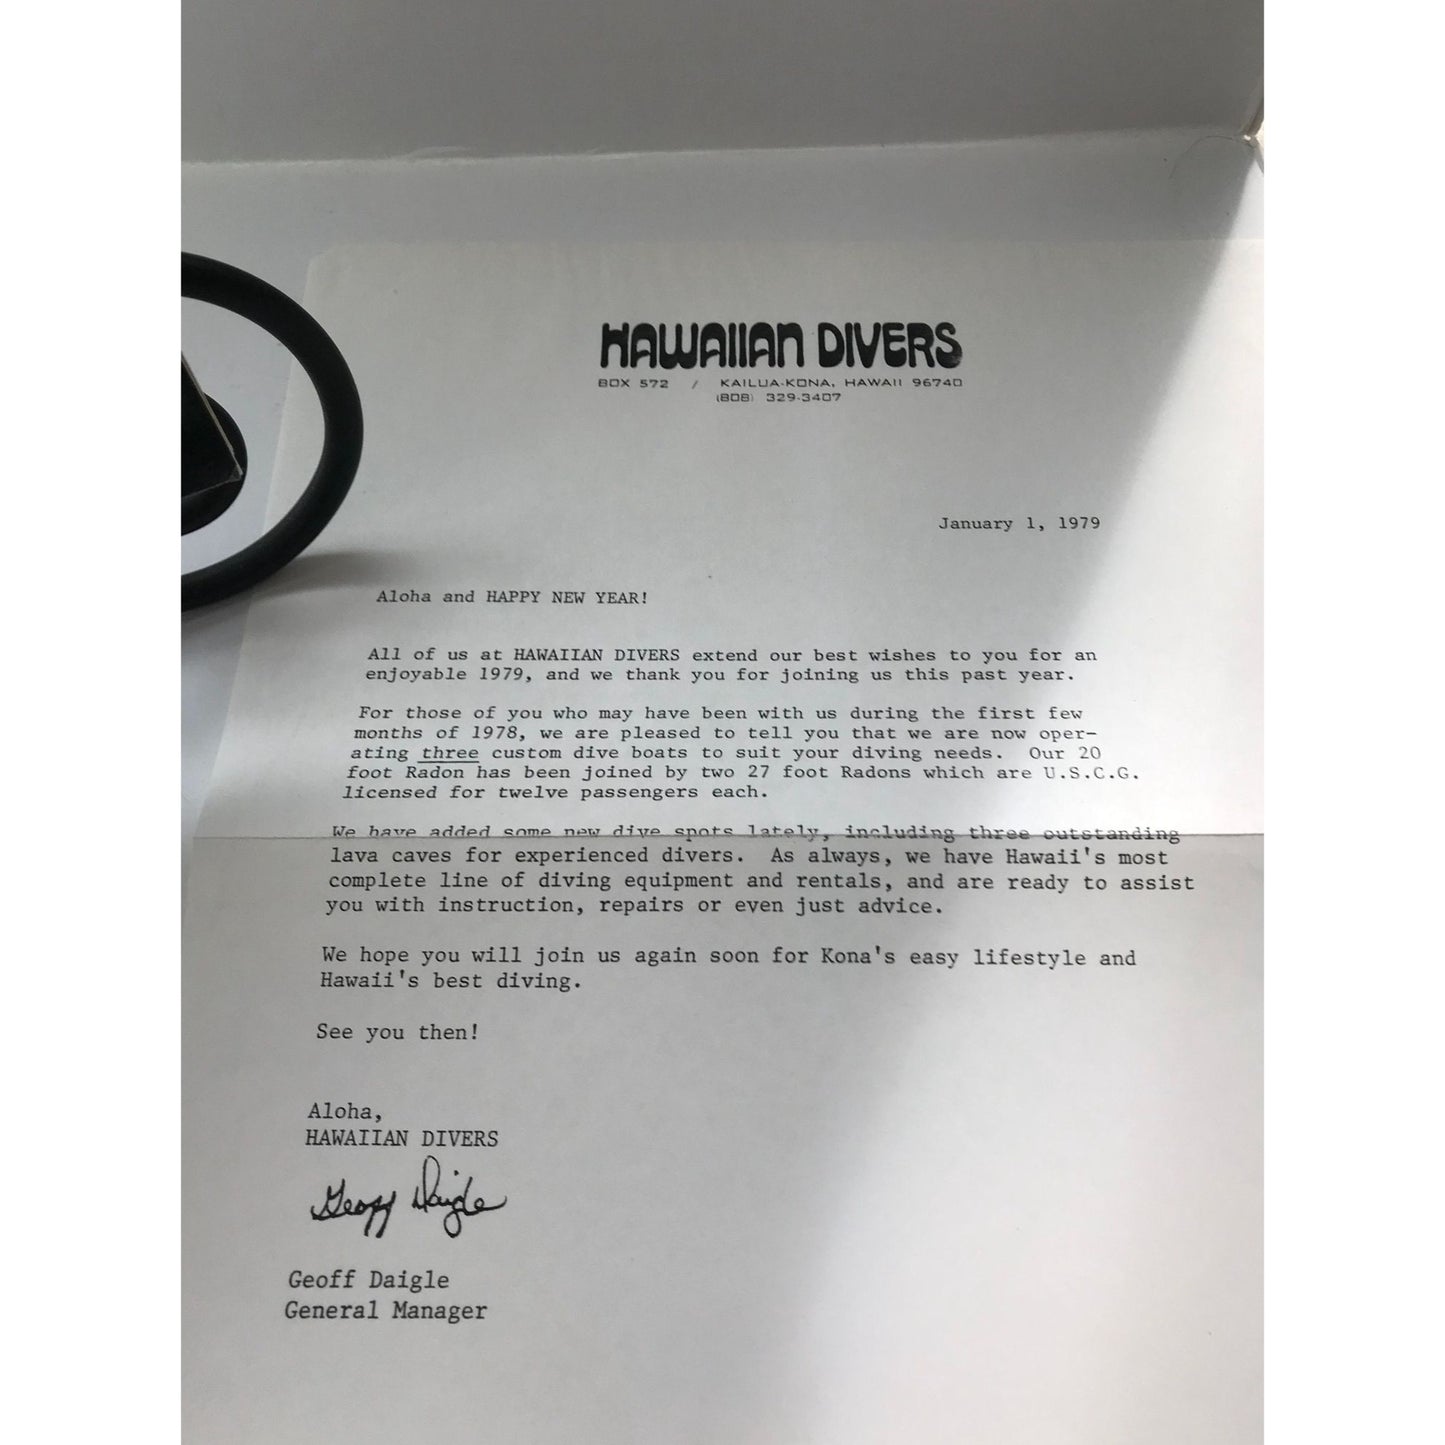 HAWAIIAN DIVERS
BOX 572 / KAILUA-KONA, HAWAII 96740
(808) 329-3407
January 1, 1979
Aloha and HAPPY NEW YEAR!
All of us at HAWAIIAN DIVERS extend our best wishes to you for an
enjoyable 1979, and we thank you for joining us this past year.
For those of you who may have been with us during the first few
months of 1978, we are pleased to tell you that we are now oper-
ating three custom dive boats to suit your diving needs. Our 20
foot Radon has been joined by two 27 foot Radons which are U.S.C.G.
licensed for twelve passengers each.
We have added some new dive spots lately, including three outstanding
lava caves for experienced divers. As always, we have Hawaii's most
complete line of diving equipment and rentals, and are ready to assist
you with instruction, repairs or even just advice.
We hope you will join us again soon for Kona's easy lifestyle and
Hawaii's best diving.
See you then!
Aloha,
HAWAIIAN DIVERS
Geoff Daigle
Geoff Daigle
General Manager